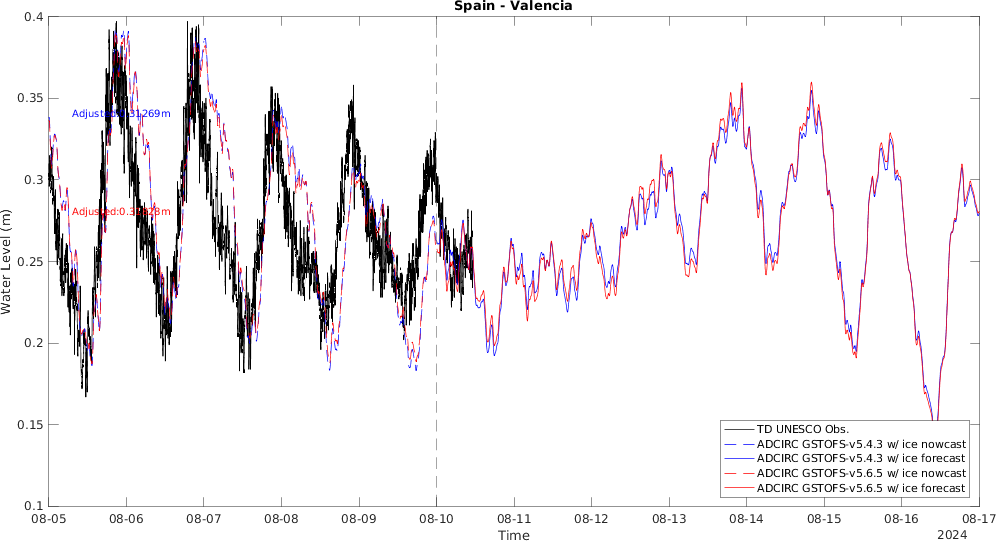 Spain - Valencia
0.4
0.35
0.3
0.25
0.2
0.15
0.1
Water Level (m)
08-05 08-06 08-07 08-08 08-09 08-10 08-11 08-12 08-13 08-14 08-15 08-16 08-17
Time
2024
TD UNESCO Obs.
ADCIRC GSTOFS-v5.4.3 w/ ice nowcast
ADCIRC GSTOFS-v5.4.3 w/ ice forecast
ADCIRC GSTOFS-v5.6.5 w/ ice nowcast
ADCIRC GSTOFS-v5.6.5 w/ ice forecast